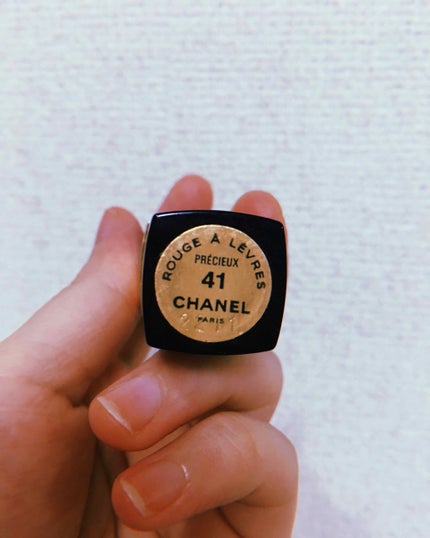 ROUGE À LÈVRES
PRÉCIEUX
41
CHANEL
PARIS